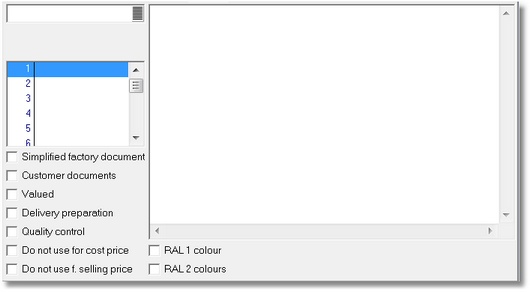 1
2
3
4
5
6
Simplified factory document
Customer documents
Valued
Delivery preparation
Quality control
Do not use for cost price
RAL 1 colour
Do not use f. selling price
RAL 2 colours